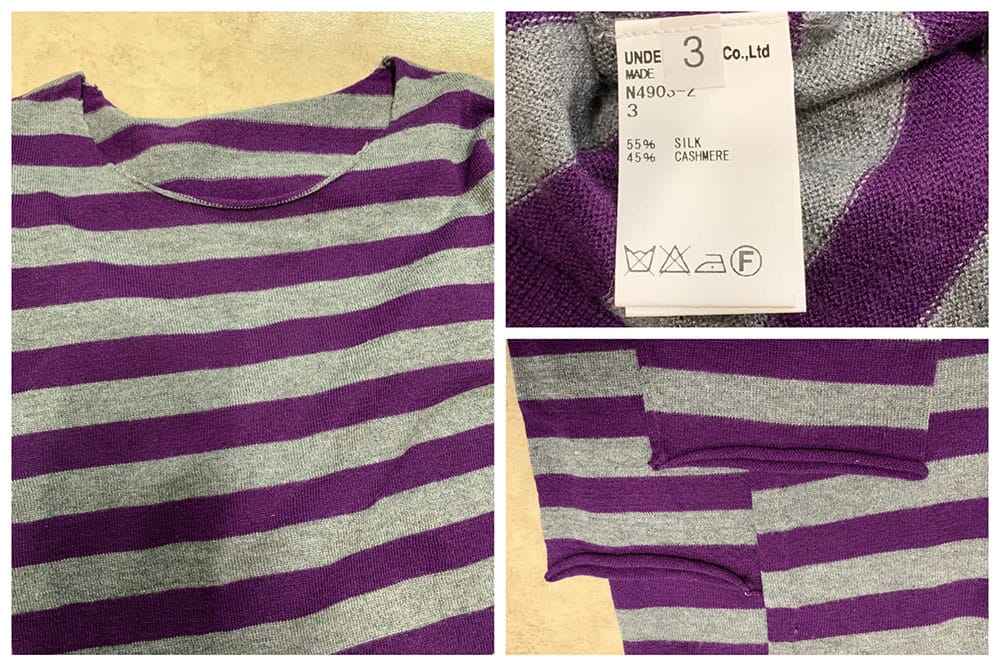 UNDE 3 Co.,Ltd
MADE
N4903-2
3
55% SILK
45% CASHMERE
F